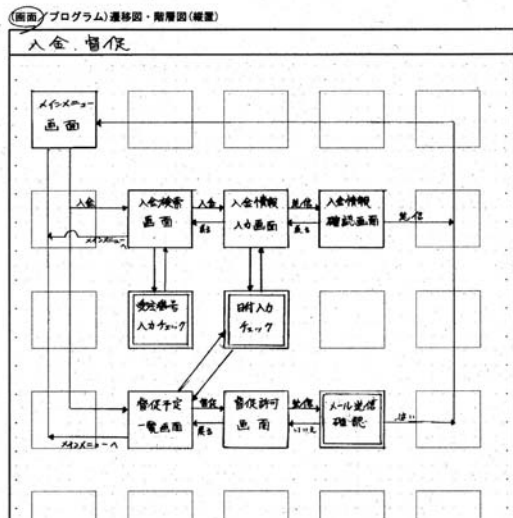 (画面/プログラム)遷移図・階層図(縦置)
入金.督促
メインメニュー
画面
入金
入金検索
画面
入金
戻る
入金情報
入力画面
送信
戻る
入金情報
確認画面
送信
メインメニューへ
受注番号
入力チェック
日付入力
チェック
督促予定
一覧画面
督促
戻る
督促許可
画面
送信
いいえ
メール送信
確認
はい
メインメニューへ